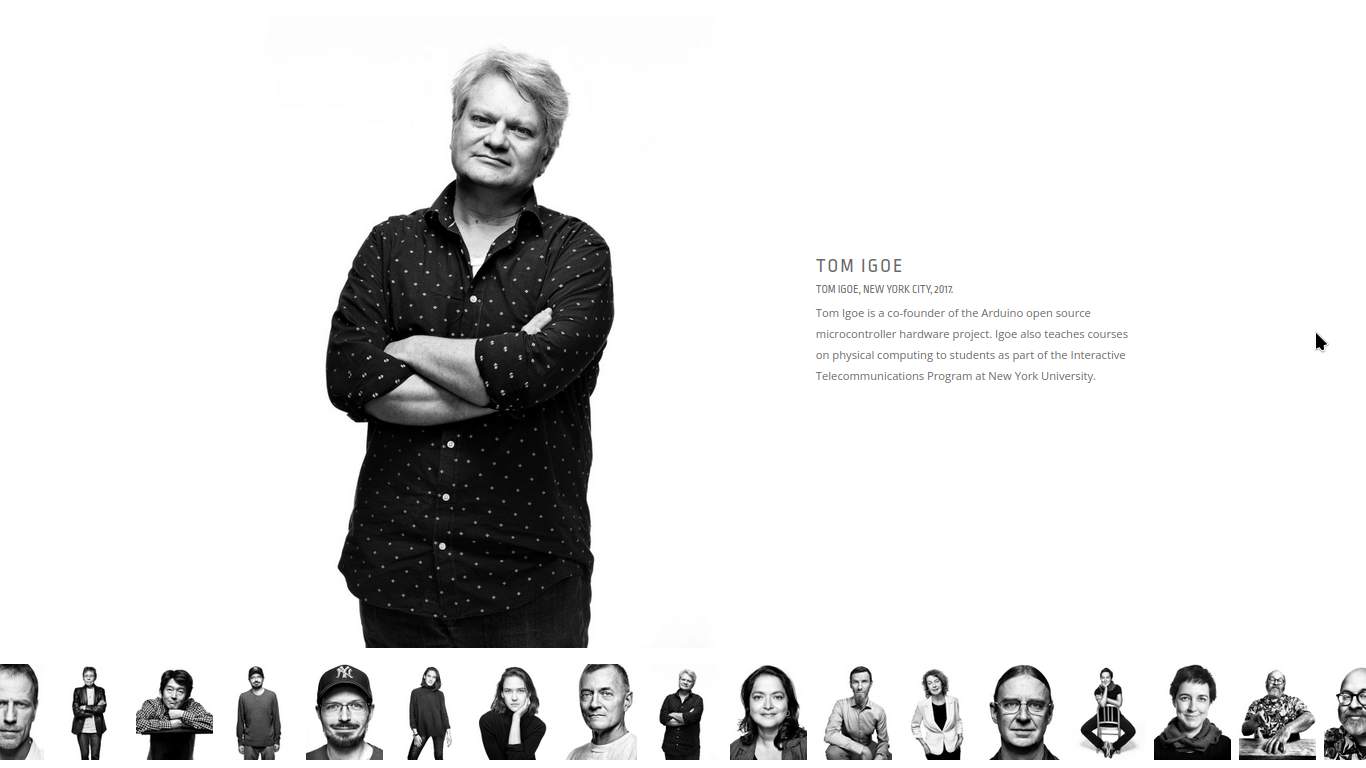 TOM IGOE
TOM IGOE, NEW YORK CITY, 2017.
Tom Igoe is a co-founder of the Arduino open source
microcontroller hardware project. Igoe also teaches courses
on physical computing to students as part of the Interactive
Telecommunications Program at New York University.